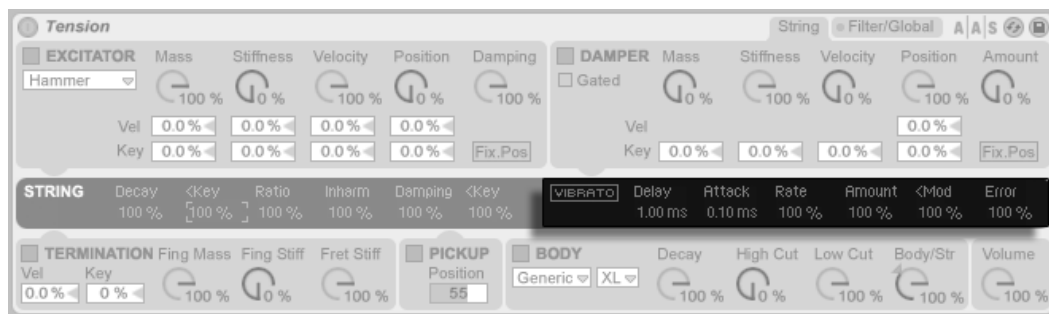 Tension String Filter/Global A A S
EXCITATOR Mass Stiffness Velocity Position Damping
Hammer 100 % 0 % 100 % 0 % 100 %
Vel 0.0 % 0.0 % 0.0 % 0.0 %
Key 0.0 % 0.0 % 0.0 % 0.0 % Fix.Pos
DAMPER Mass Stiffness Velocity Position Amount
Gated 0 % 100 % 0 % 100 % 0 %
Vel 0.0 %
Key 0.0 % 0.0 % 0.0 % 0.0 % Fix.Pos
STRING Decay <Key Ratio Inharm Damping <Key
100 % 100 % 100 % 100 % 100 % 100 %
VIBRATO Delay Attack Rate Amount <Mod Error
1.00 ms 0.10 ms 100 % 100 % 100 % 100 %
TERMINATION Fing Mass Fing Stiff Fret Stiff
Vel Key
0.0 % 0 % 100 % 0 % 100 %
PICKUP
Position
55
BODY Decay High Cut Low Cut Body/Str
Generic XL 100 % 0 % 100 % 100 %
Volume
100 %